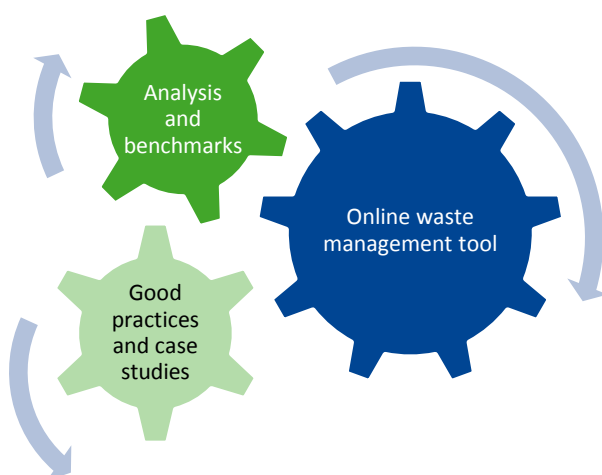 Analysis
and
benchmarks
Online waste
management tool
Good
practices
and case
studies